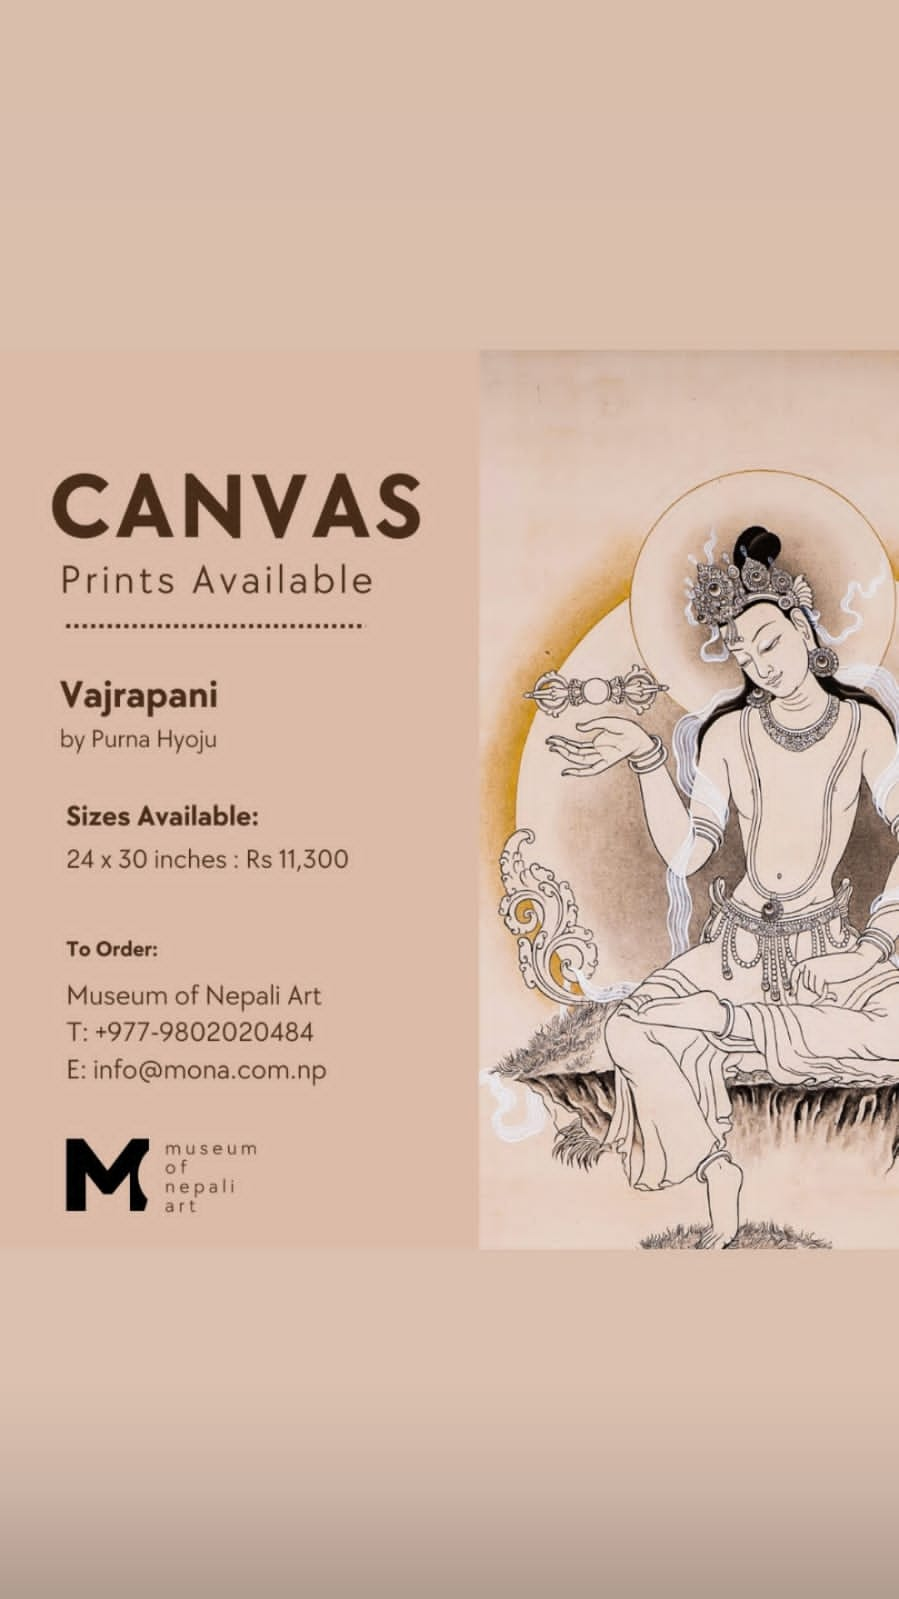 CANVAS
Prints Available
Vajrapani
by Purna Hyoju
Sizes Available:
24 x 30 inches : Rs 11,300
To Order:
Museum of Nepali Art
T: +977-9802020484
E: info@mona.com.np
M
museum
of
nepali
art